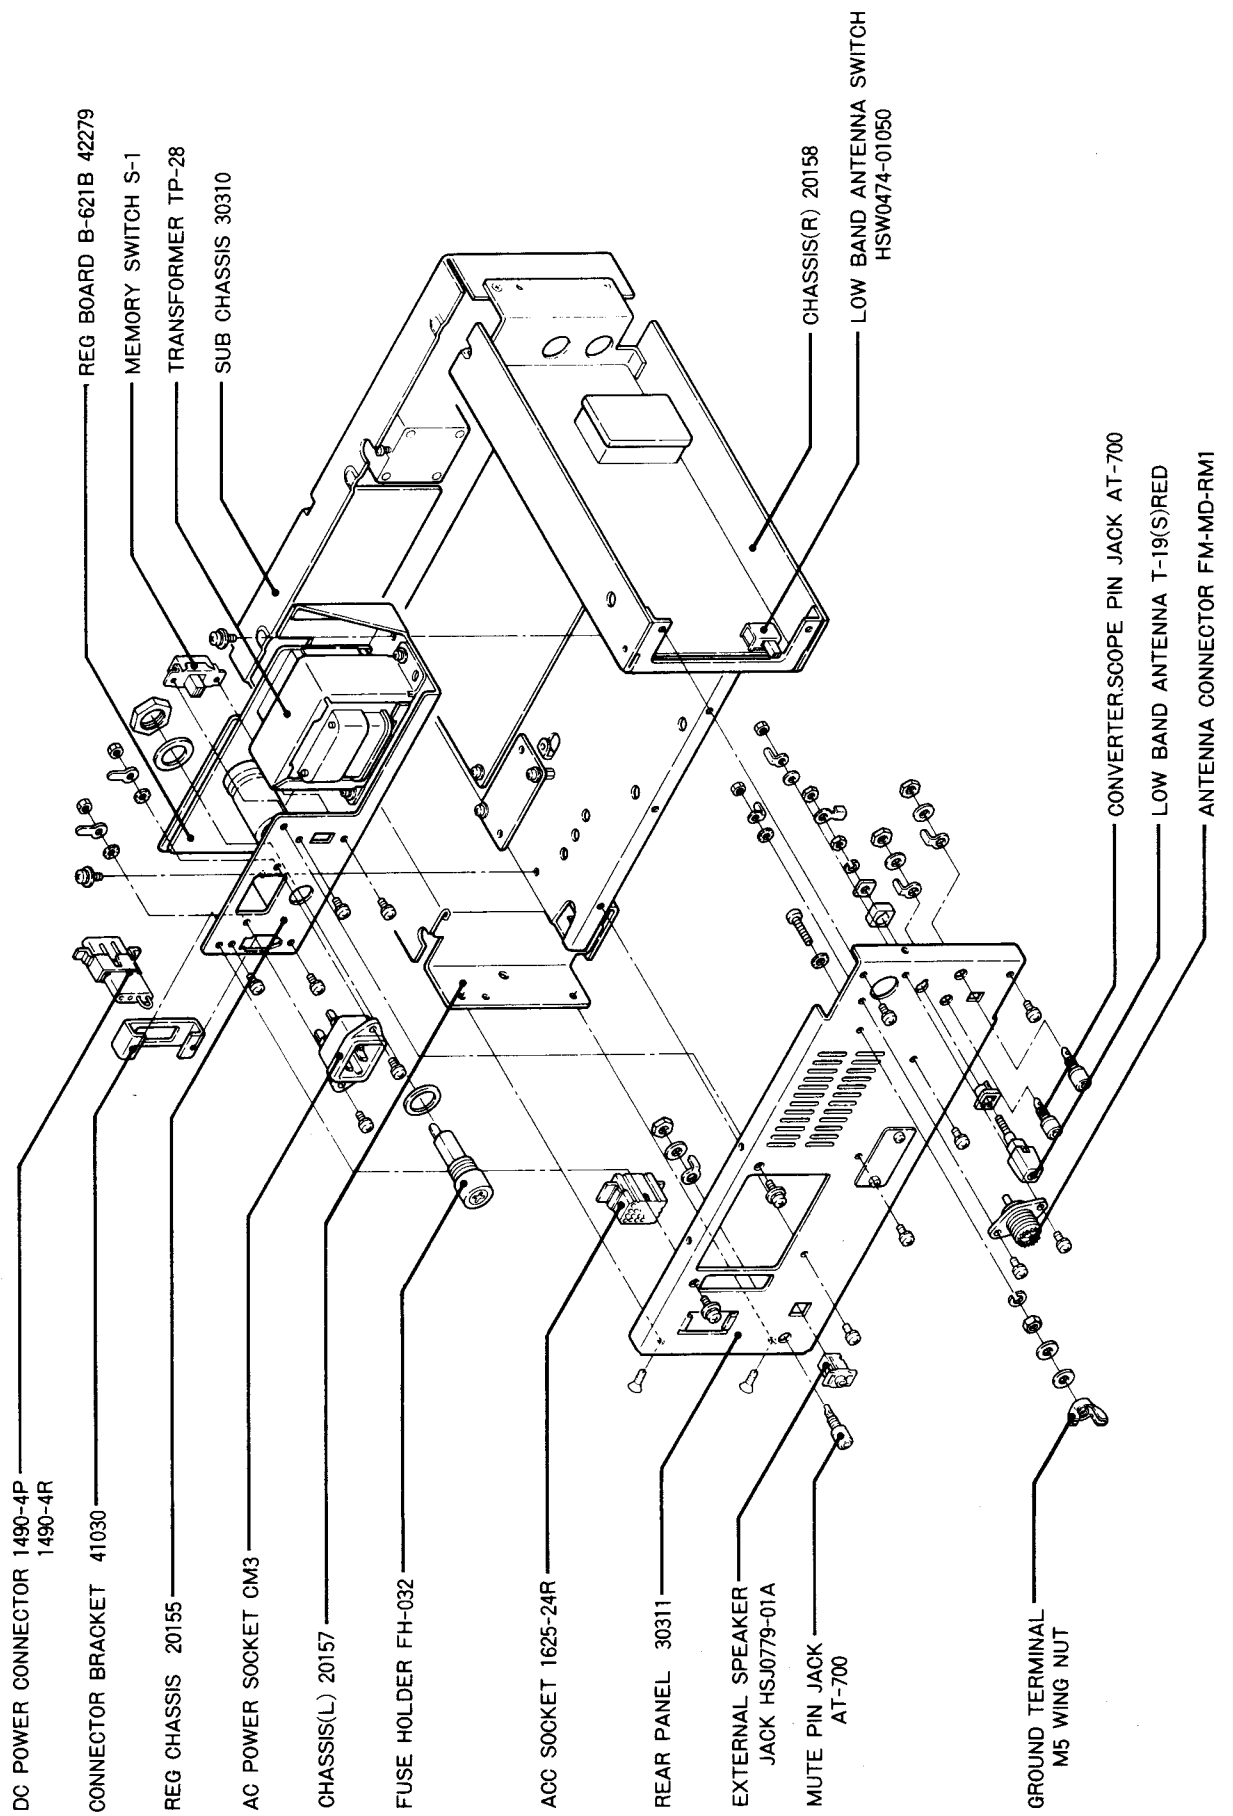 DC POWER CONNECTOR 1490-4P
1490-4R
CONNECTOR BRACKET 41030
REG CHASSIS 20155
AC POWER SOCKET CM3
CHASSIS(L) 20157
FUSE HOLDER FH-032
ACC SOCKET 1625-24R
REAR PANEL 30311
EXTERNAL SPEAKER
JACK HSJ0779-01A
MUTE PIN JACK
AT-700
GROUND TERMINAL
M5 WING NUT
REG BOARD B-621B 42279
MEMORY SWITCH S-1
TRANSFORMER TP-28
SUB CHASSIS 30310
CHASSIS(R) 20158
LOW BAND ANTENNA SWITCH
HSW0474-01050
CONVERTER.SCOPE PIN JACK AT-700
LOW BAND ANTENNA T-19(S)RED
ANTENNA CONNECTOR FM-MD-RM1